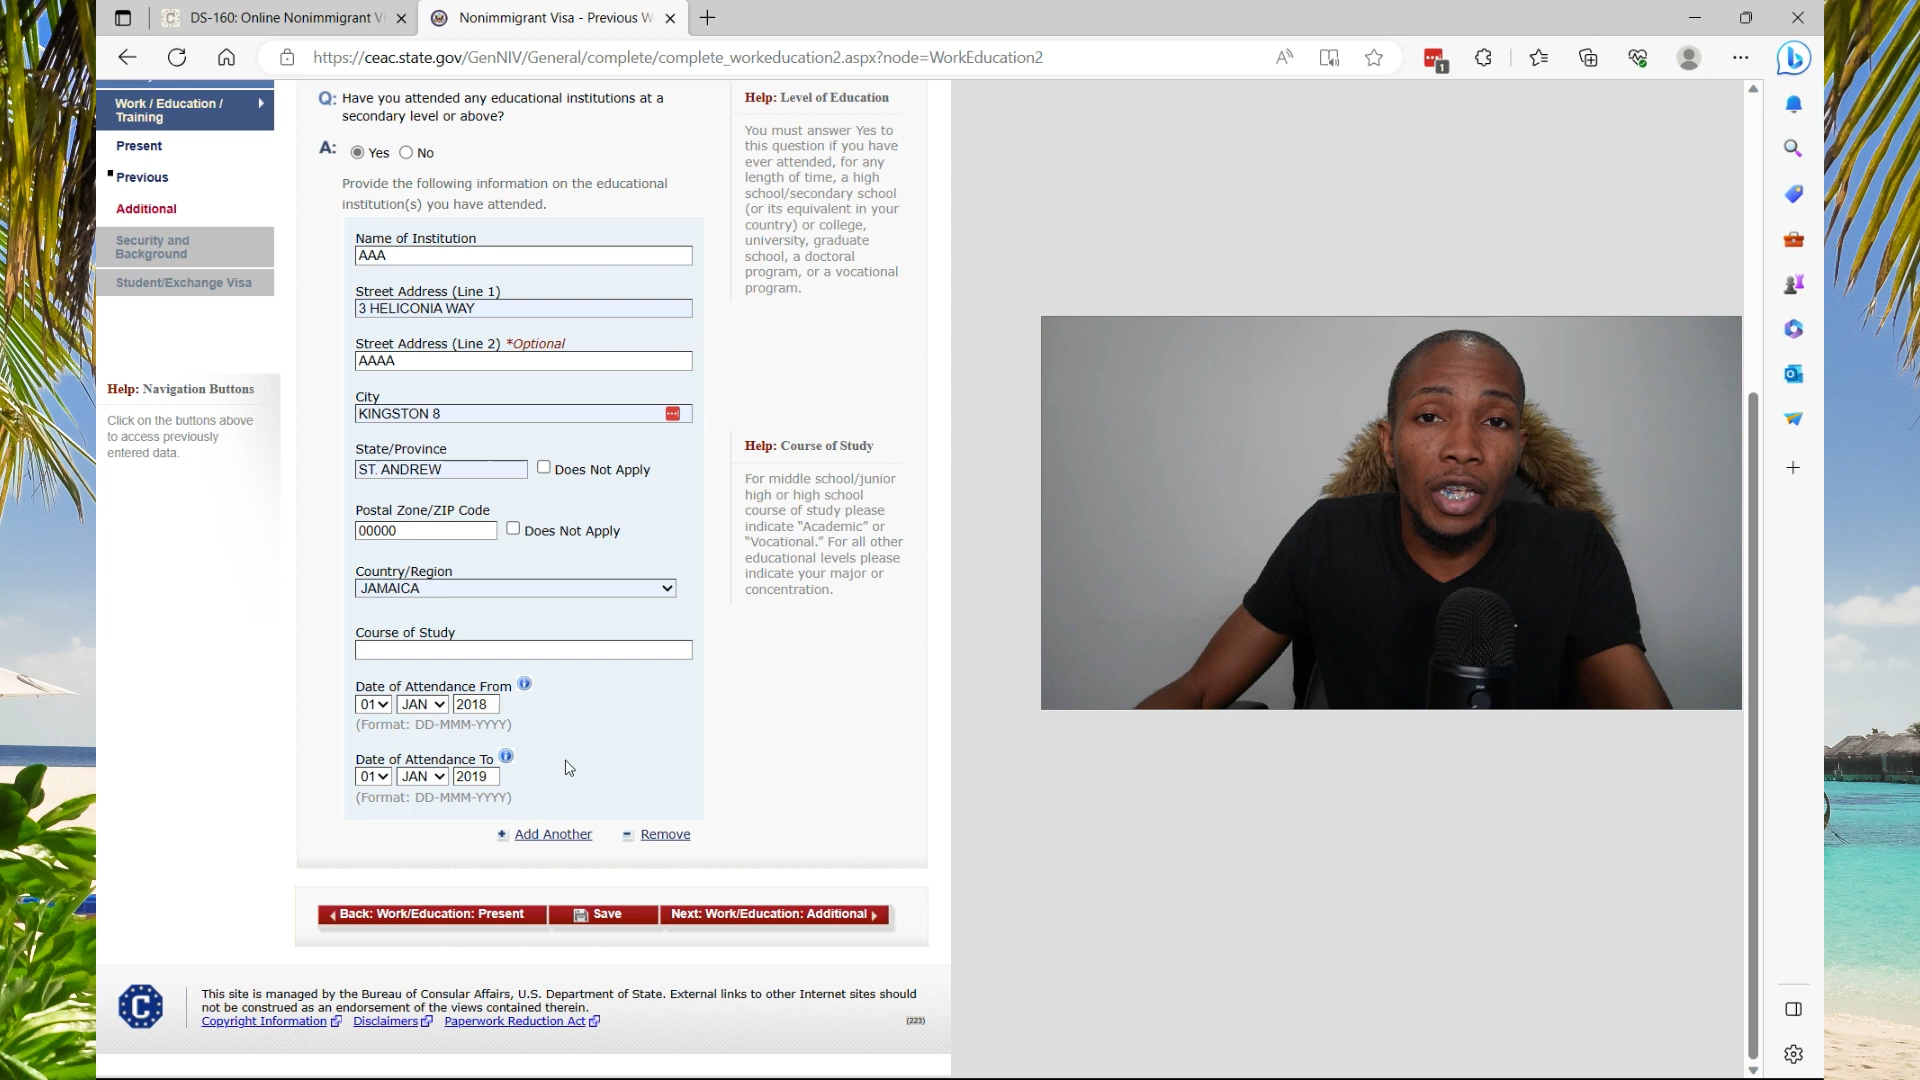 DS-160: Online Nonimmigrant Vi
Nonimmigrant Visa - Previous W
https://ceac.state.gov/GenNIV/General/complete/complete_workeducation2.aspx?node=WorkEducation2
1
Work / Education /
Training
Present
Previous
Additional
Security and
Background
Student/Exchange Visa
Help: Navigation Buttons
Click on the buttons above
to access previously
entered data.
Q: Have you attended any educational institutions at a
secondary level or above?
A: Yes No
Provide the following information on the educational
institution(s) you have attended.
Name of Institution
AAA
Street Address (Line 1)
3 HELICONIA WAY
Street Address (Line 2) *Optional
AAAA
City
KINGSTON 8
State/Province
ST. ANDREW Does Not Apply
Postal Zone/ZIP Code
00000 Does Not Apply
Country/Region
JAMAICA
Course of Study
Date of Attendance From
01 JAN 2018
(Format: DD-MMM-YYYY)
Date of Attendance To
01 JAN 2019
(Format: DD-MMM-YYYY)
Add Another Remove
Help: Level of Education
You must answer Yes to
this question if you have
ever attended, for any
length of time, a high
school/secondary school
(or its equivalent in your
country) or college,
university, graduate
school, a doctoral
program, or a vocational
program.
Help: Course of Study
For middle school/junior
high or high school
course of study please
indicate "Academic" or
"Vocational." For all other
educational levels please
indicate your major or
concentration.
Back: Work/Education: Present Save Next: Work/Education: Additional
C
This site is managed by the Bureau of Consular Affairs, U.S. Department of State. External links to other Internet sites should
not be construed as an endorsement of the views contained therein.
Copyright Information Disclaimers Paperwork Reduction Act (223)